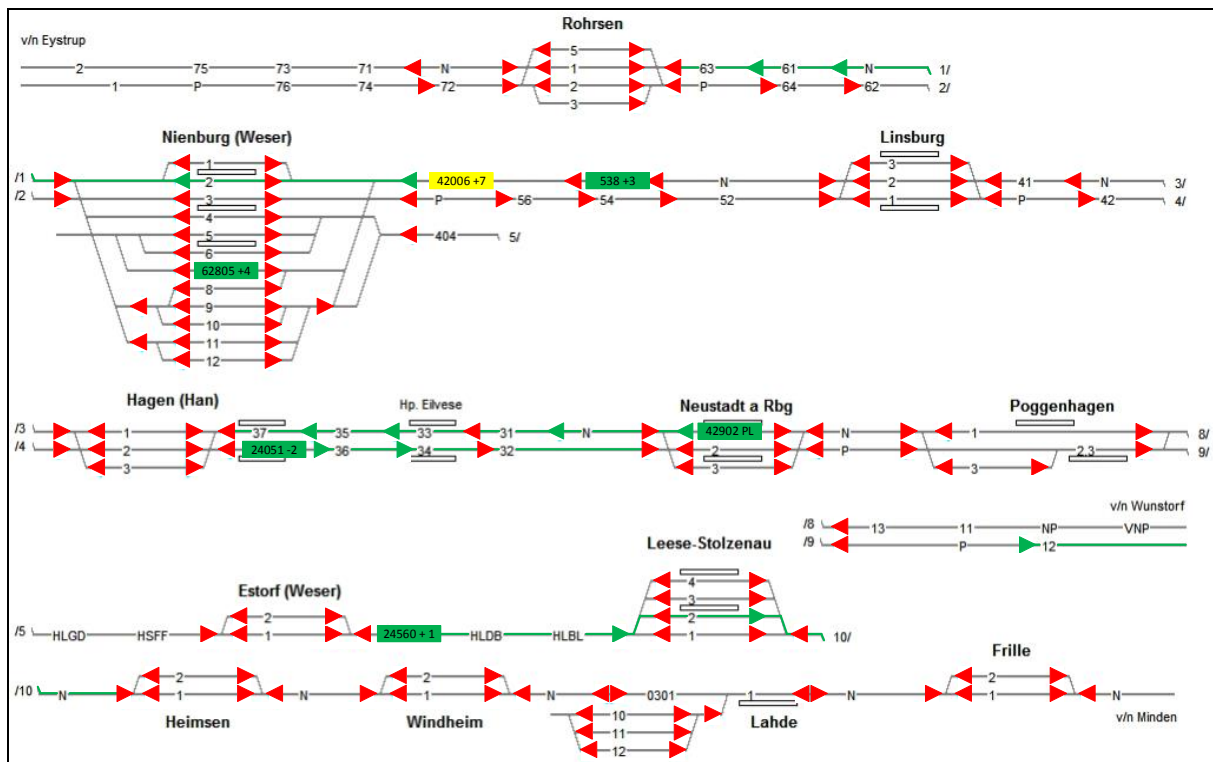 Rohrsen
v/n Eystrup
5
2 75 73 71 N 1 63 61 N 1/
1 P 76 74 72 2 P 64 62 2/
3
Nienburg (Weser) Linsburg
1 3
/1 2 42006 +7 538 +3 N 2 41 N 3/
/2 3 P 56 54 52 1 P 42 4/
4
5 404 5/
6
62805 +4
8
9
10
11
12
Hagen (Han) Hp. Eilvese Neustadt a Rbg Poggenhagen
/3 1 37 35 33 31 N 42902 PL N 1 8/
/4 2 24051 -2 36 34 32 2 P 2.3 9/
3 3 3
v/n Wunstorf
/8 13 11 NP VNP
/9 P 12
Leese-Stolzenau
4
Estorf (Weser) 3
2 2
/5 HLGD HSFF 1 24560 + 1 HLDB HLBL 1 10/
Frille
2 2 2
/10 N 1 N 1 N 0301 1 N 1 N
10
Heimsen Windheim 11 Lahde v/n Minden
12